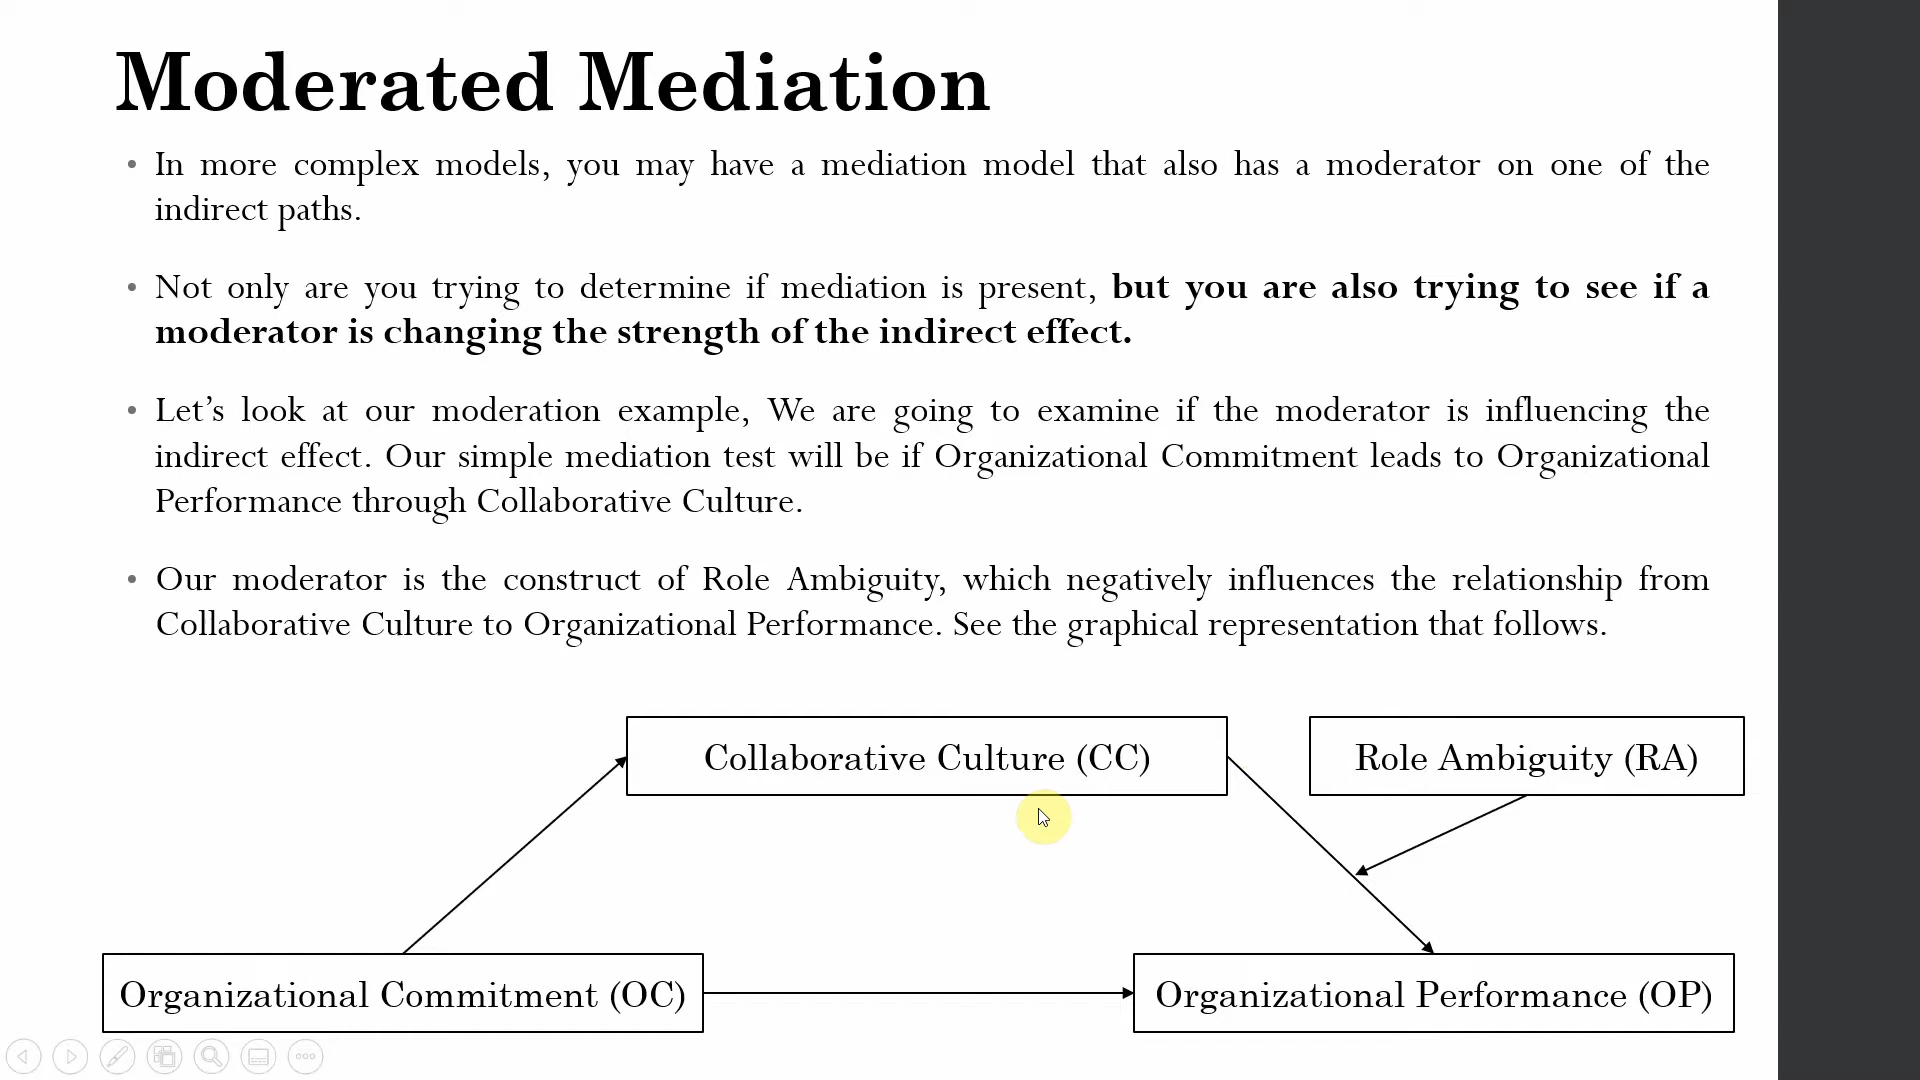 Moderated Mediation
• In more complex models, you may have a mediation model that also has a moderator on one of the
indirect paths.
• Not only are you trying to determine if mediation is present, but you are also trying to see if a
moderator is changing the strength of the indirect effect.
• Let’s look at our moderation example, We are going to examine if the moderator is influencing the
indirect effect. Our simple mediation test will be if Organizational Commitment leads to Organizational
Performance through Collaborative Culture.
• Our moderator is the construct of Role Ambiguity, which negatively influences the relationship from
Collaborative Culture to Organizational Performance. See the graphical representation that follows.
Collaborative Culture (CC)
Role Ambiguity (RA)
Organizational Commitment (OC)
Organizational Performance (OP)